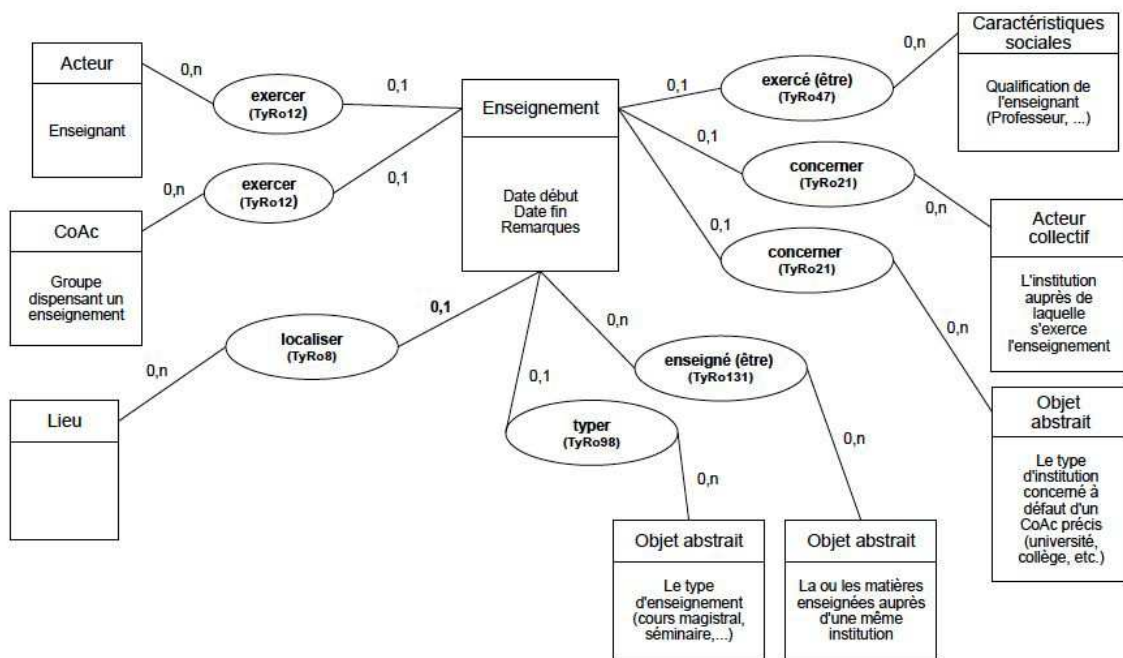 Acteur
Enseignant
0,n
exercer
(TyRo12)
0,1
CoAc
Groupe
dispensant un
enseignement
0,n
exercer
(TyRo12)
0,1
Lieu
0,n
localiser
(TyRo8)
0,1
Enseignement
Date début
Date fin
Remarques
0,1
exercé (être)
(TyRo47)
0,n
Caractéristiques
sociales
Qualification de
l'enseignant
(Professeur, ...)
0,1
concerner
(TyRo21)
0,n
Acteur
collectif
L'institution
auprès de
laquelle
s'exerce
l'enseignement
0,1
concerner
(TyRo21)
0,n
Objet
abstrait
Le type
d'institution
concerné à
défaut d'un
CoAc précis
(université,
collège, etc.)
0,n
enseigné (être)
(TyRo131)
0,n
Objet abstrait
La ou les matières
enseignées auprès
d'une même
institution
0,1
typer
(TyRo98)
0,n
Objet abstrait
Le type
d'enseignement
(cours magistral,
séminaire,...)